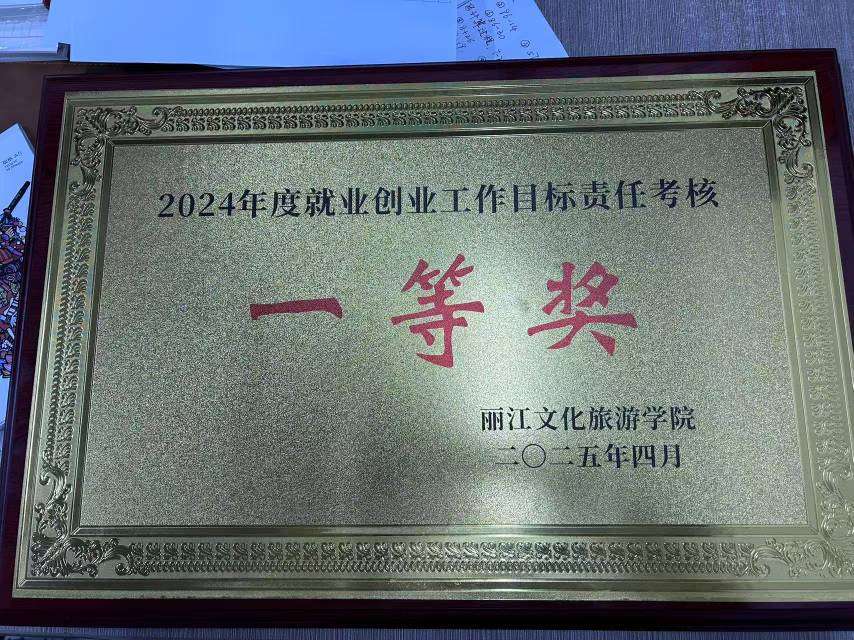 2024年度就业创业工作目标责任考核
一等奖
丽江文化旅游学院
二〇二五年四月